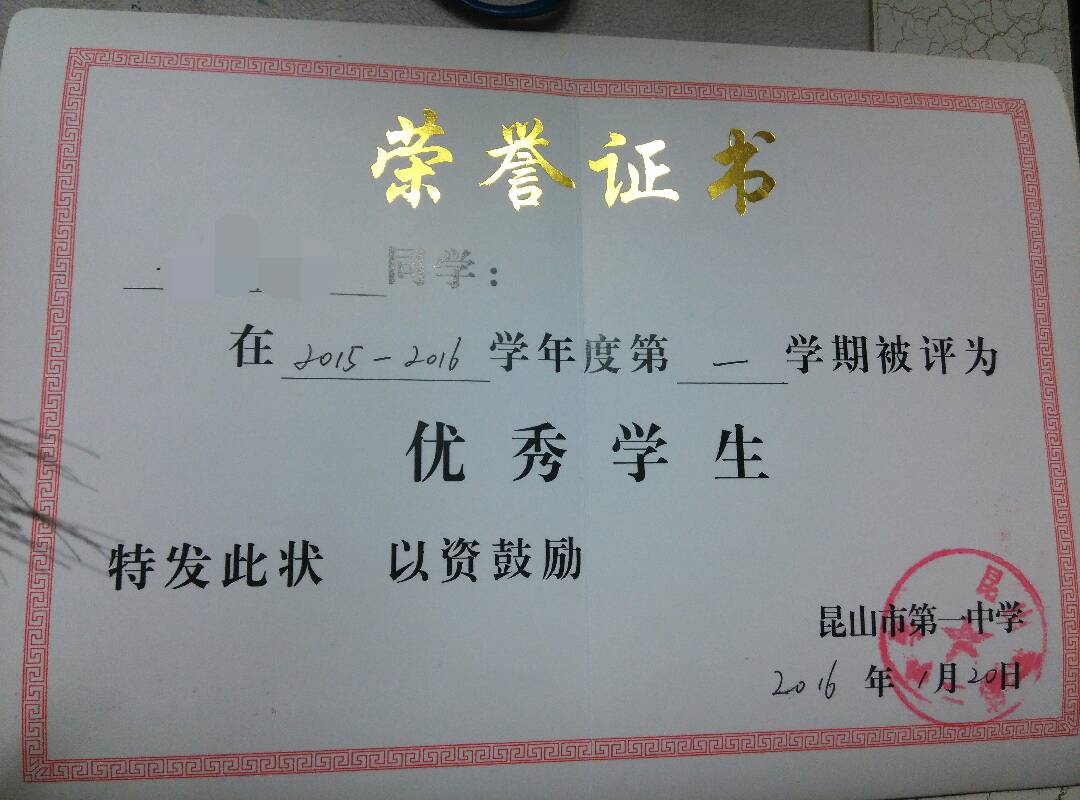 荣誉证书
同学：
在 2015-2016 学年度第 一 学期被评为
优秀学生
特发此状 以资鼓励
昆山市第一中学
2016 年 1 月 20 日